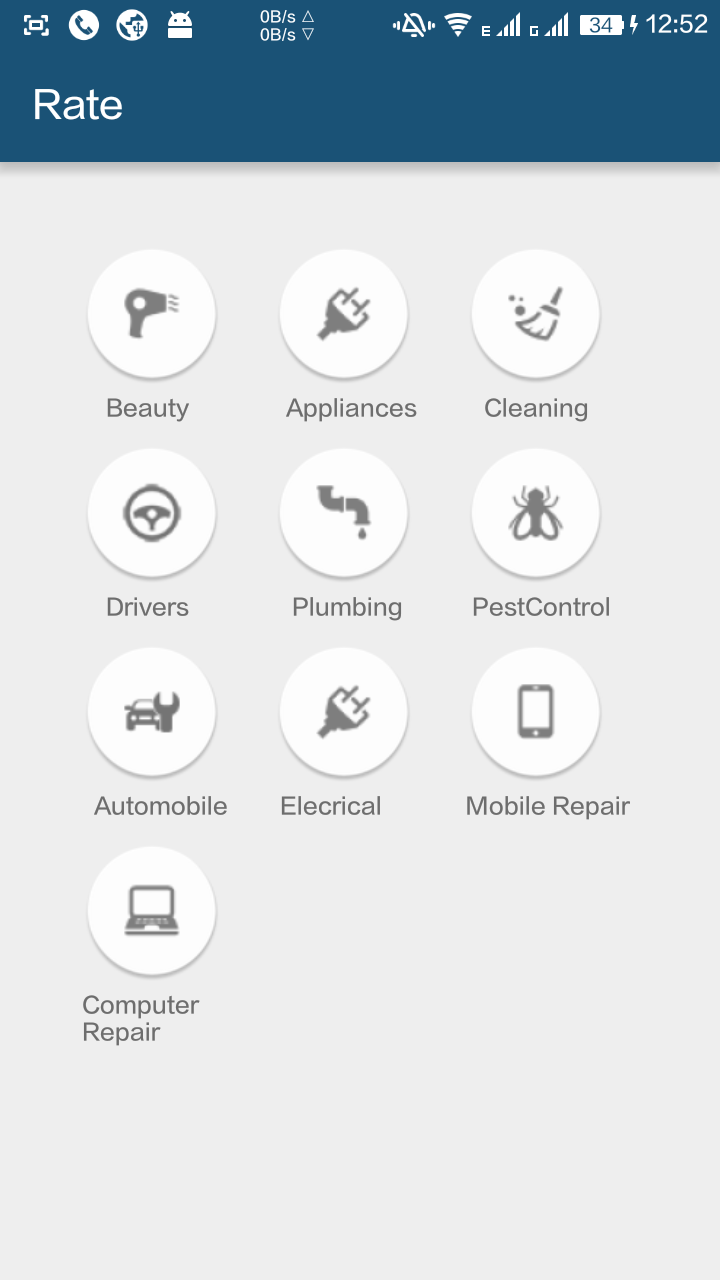 0B/s △
0B/s ▽
E G 34 12:52
Rate
Beauty Appliances Cleaning
Drivers Plumbing PestControl
Automobile Elecrical Mobile Repair
Computer
Repair